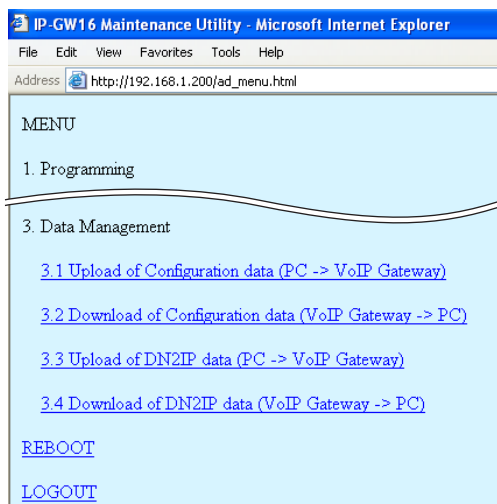 IP-GW16 Maintenance Utility - Microsoft Internet Explorer
File Edit View Favorites Tools Help
Address http://192.168.1.200/ad_menu.html
MENU
1. Programming
3. Data Management
3.1 Upload of Configuration data (PC -> VoIP Gateway)
3.2 Download of Configuration data (VoIP Gateway -> PC)
3.3 Upload of DN2IP data (PC -> VoIP Gateway)
3.4 Download of DN2IP data (VoIP Gateway -> PC)
REBOOT
LOGOUT